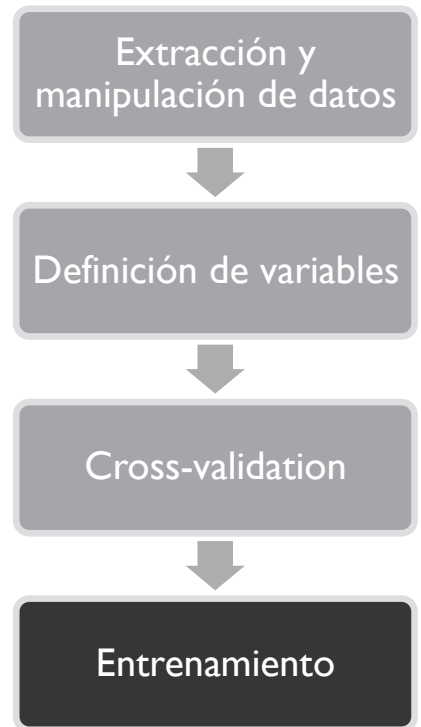 Extracción y
manipulación de datos
Definición de variables
Cross-validation
Entrenamiento